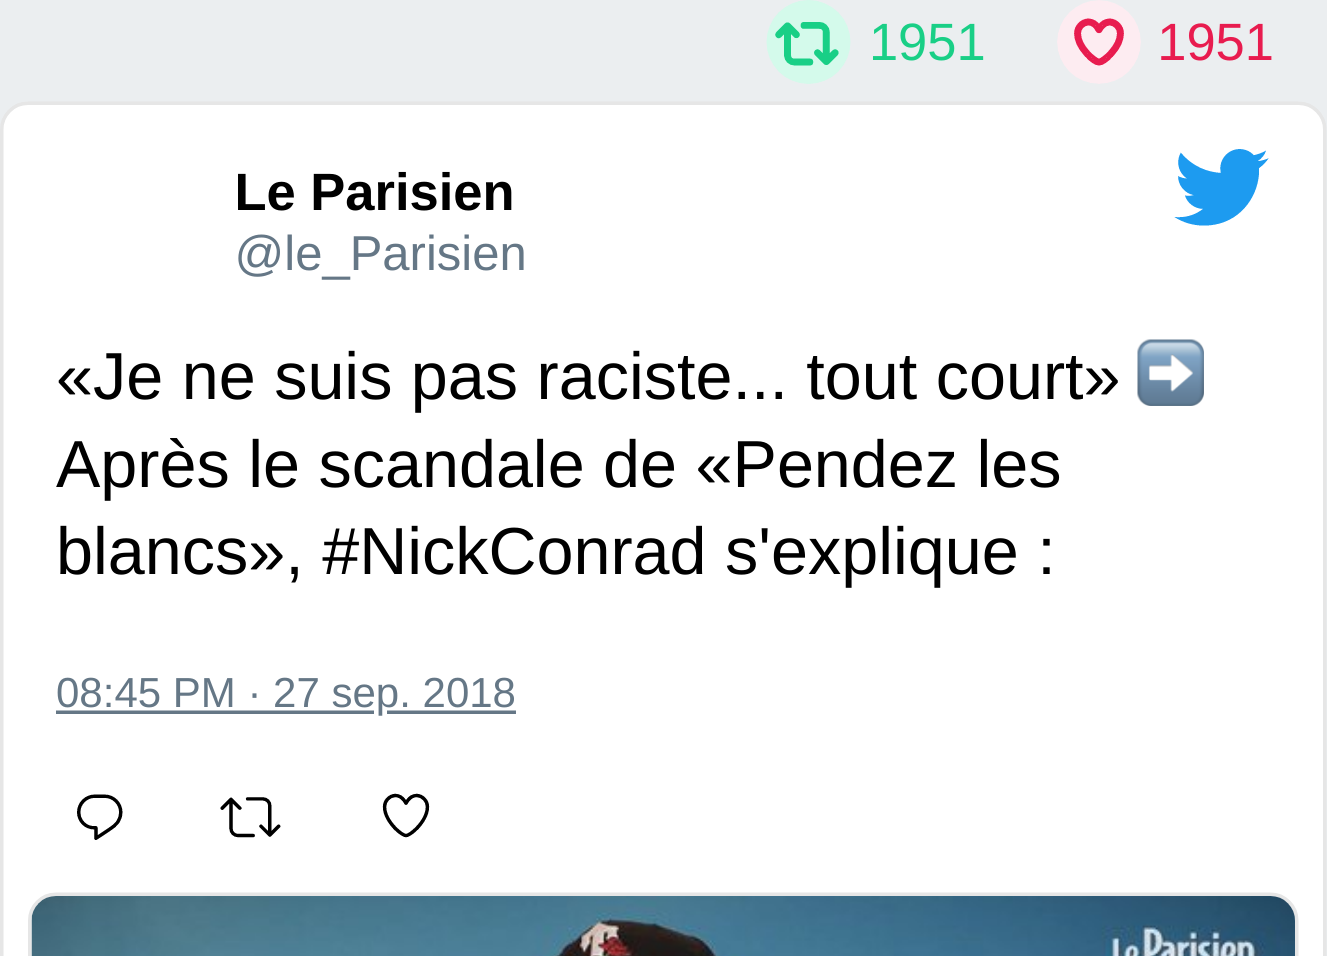 1951 1951
Le Parisien
@le_Parisien
«Je ne suis pas raciste... tout court» ➡️
Après le scandale de «Pendez les
blancs», #NickConrad s'explique :
08:45 PM · 27 sep. 2018
Le Parisien